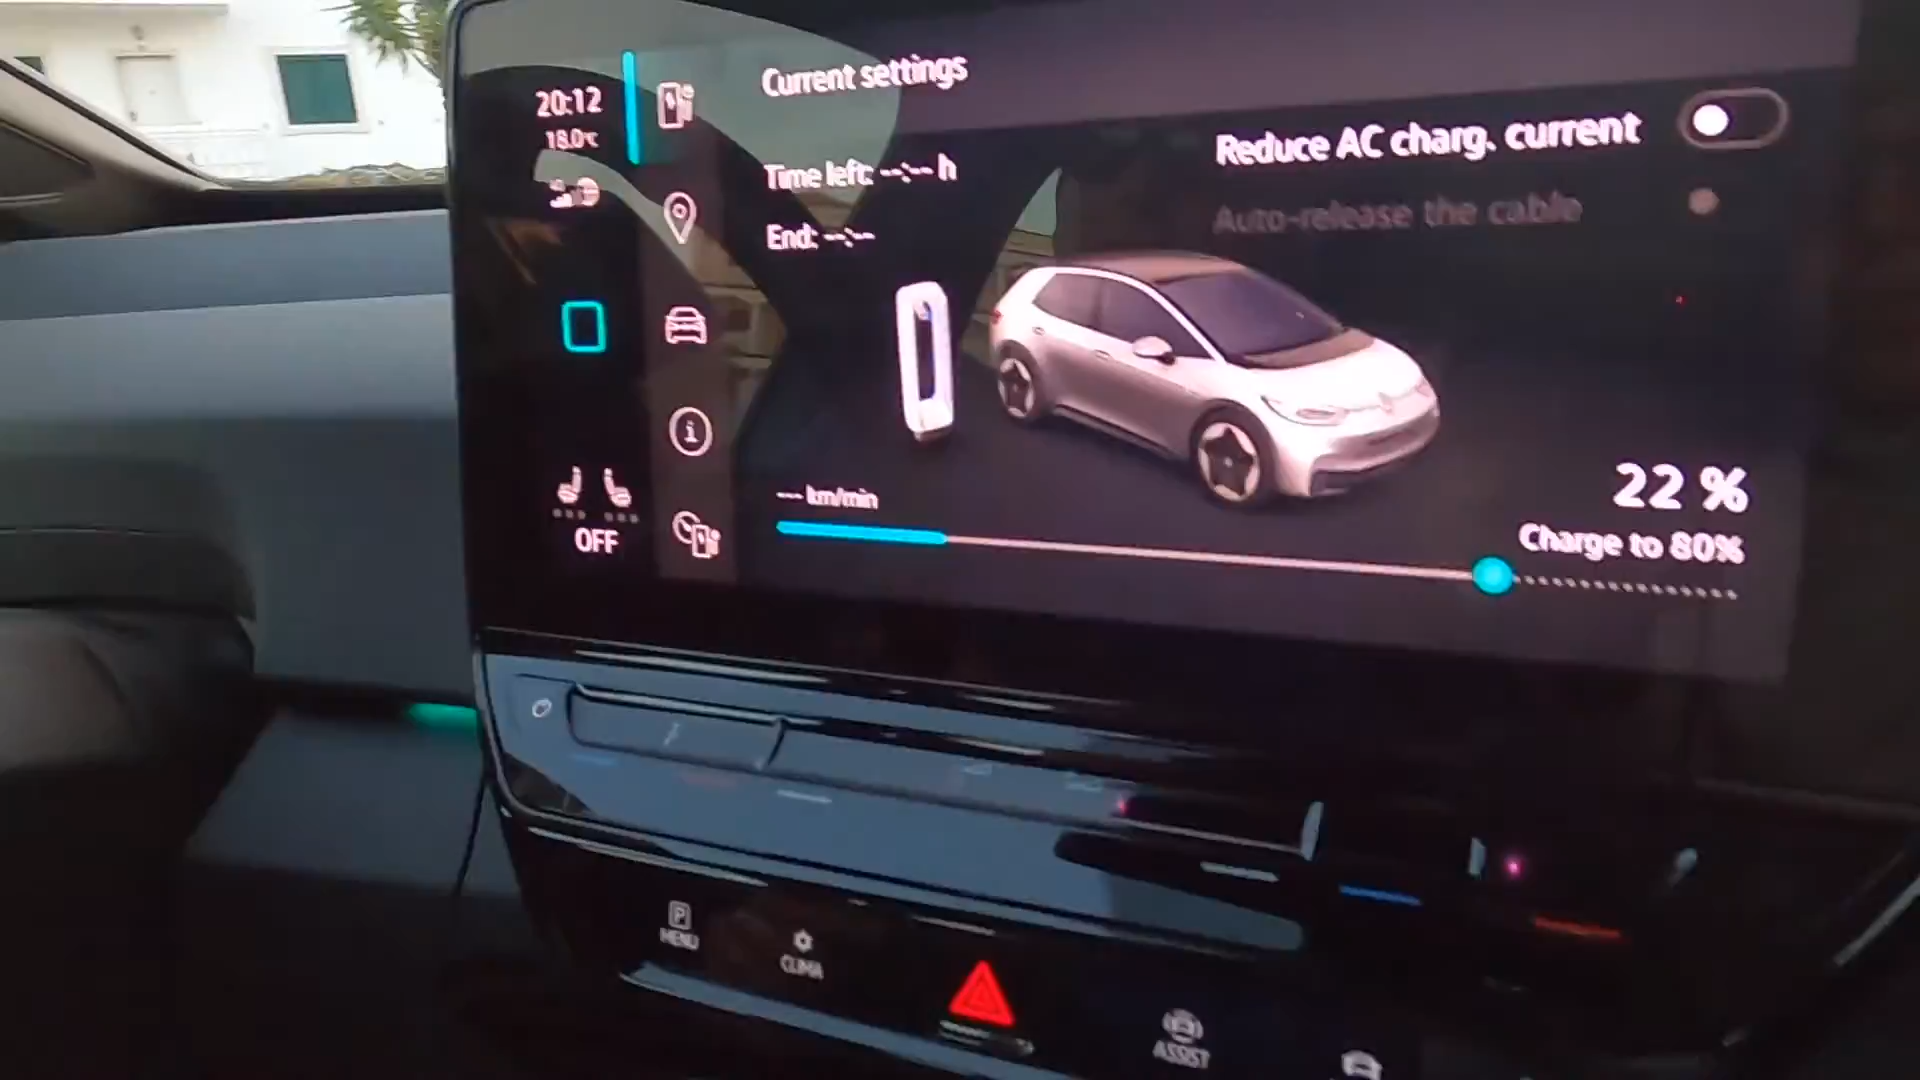 20:12
18.0°C
OFF
Current settings
Time left: --:-- h
End: --:--
Reduce AC charg. current
Auto-release the cable
--- km/min
22 %
Charge to 80%
P
MENU
CLIMA
ASSIST